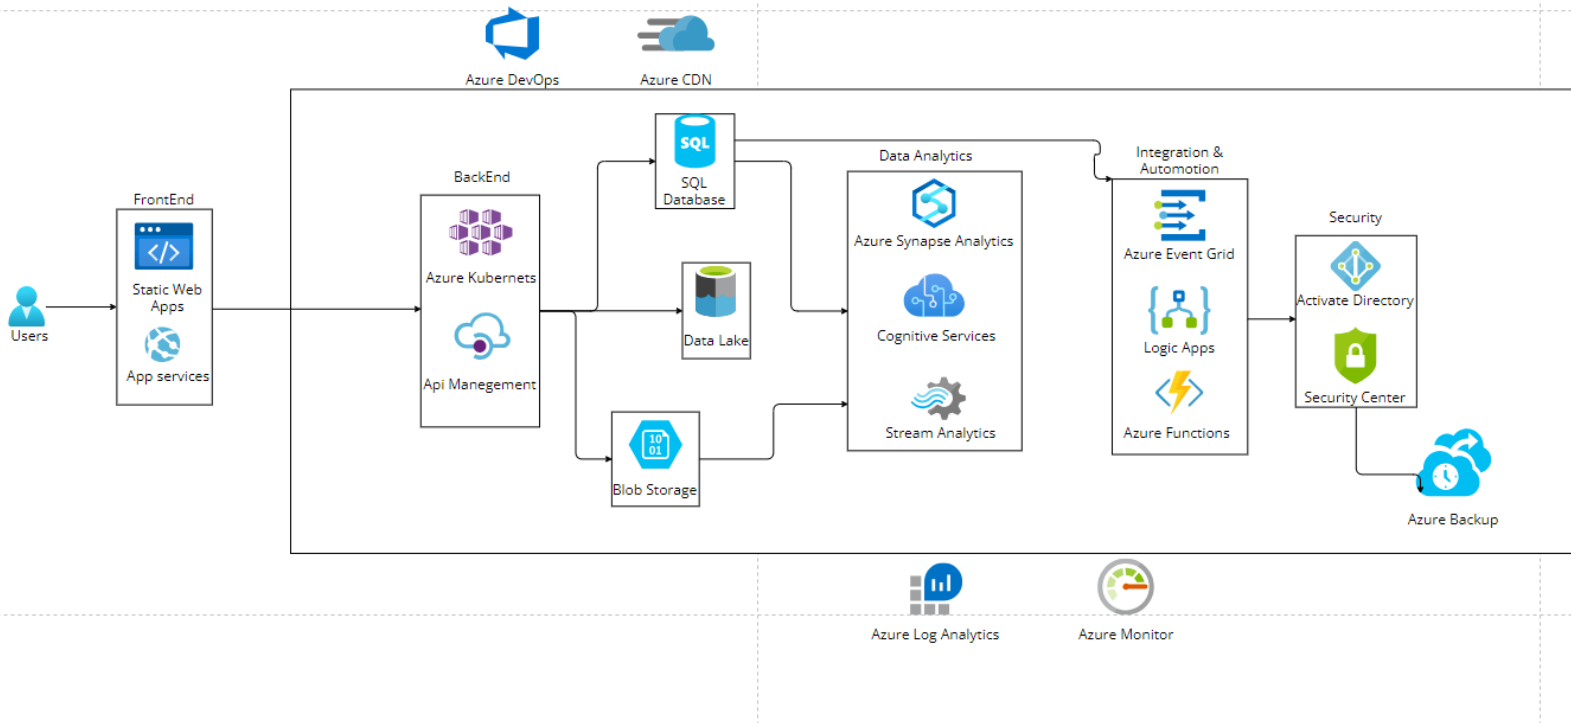 Azure DevOps
Azure CDN
FrontEnd
Static Web
Apps
App services
Users
BackEnd
Azure Kubernets
Api Manegement
SQL
SQL
Database
Data Lake
10
01
Blob Storage
Data Analytics
Azure Synapse Analytics
Cognitive Services
Stream Analytics
Integration &
Automotion
Azure Event Grid
Logic Apps
Azure Functions
Security
Activate Directory
Security Center
Azure Backup
Azure Log Analytics
Azure Monitor